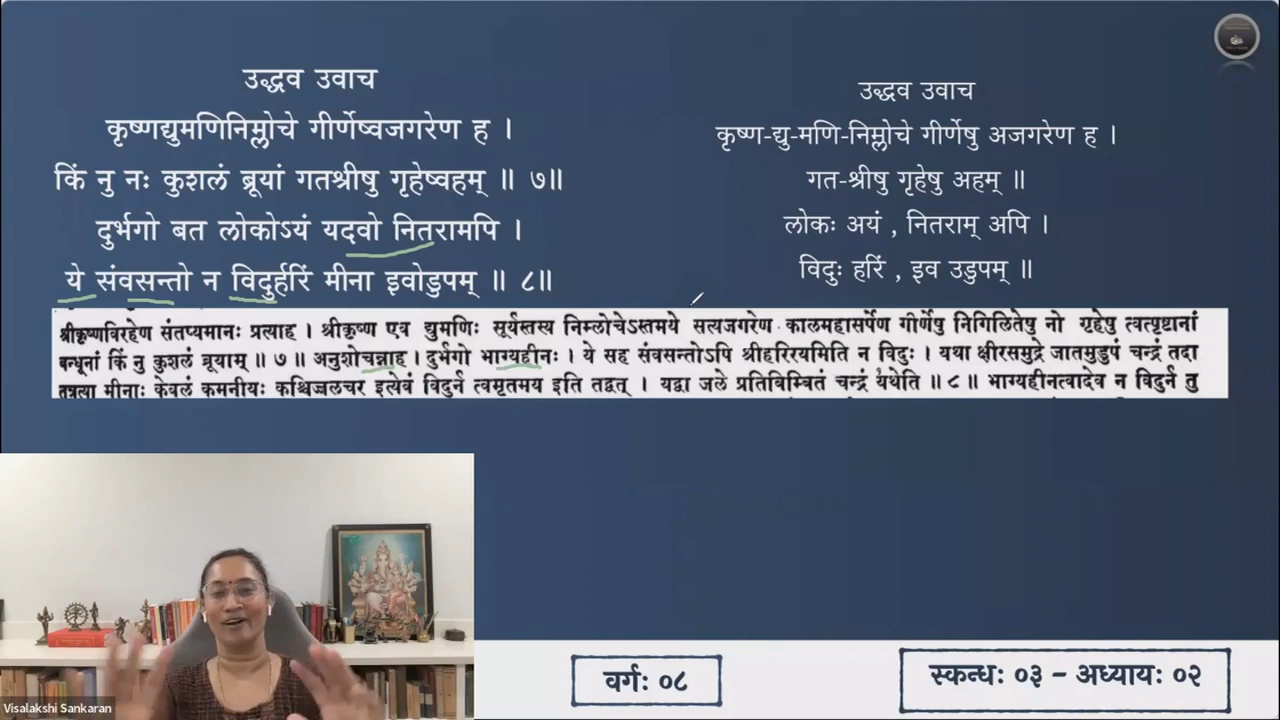 उद्धव उवाच
कृष्णद्युमणिनिम्लोचे गीर्णेष्वजगरेण ह ।
किं नु नः कुशलं ब्रूयां गतश्रीषु गृहेष्वहम् ॥ ७॥
दुर्भगो बत लोकोऽयं यदवो नितरामपि ।
ये संवसन्तो न विदुर्हरिं मीना इवोडुपम् ॥ ८॥
उद्धव उवाच
कृष्ण-द्यु-मणि-निम्लोचे गीर्णेषु अजगरेण ह ।
गत-श्रीषु गृहेषु अहम् ॥
लोकः अयं , नितराम् अपि ।
विदुः हरिं , इव उडुपम् ॥
श्रीकृष्णविरहेण संतप्यमानः प्रत्याह । श्रीकृष्ण एव द्युमणिः सूर्यस्तस्य निम्लोचेऽस्तमये सत्यजगरेण कालमहासर्पेण गीर्णेषु निगिलितेषु नो गृहेषु त्वत्पृष्टानां
बन्धूनां किं नु कुशलं ब्रूयाम् ॥ ७ ॥ अनुशोचन्नाह । दुर्भगो भाग्यहीनः । ये सह संवसन्तोऽपि श्रीहरिरयमिति न विदुः । यथा क्षीरसमुद्रे जातमुडुपं चन्द्रं तदा
तत्रत्या मीनाः केवलं कमनीयः कश्चिज्जलचर इत्येवं विदुर्न त्वमृतमय इति तद्वत् । यद्वा जले प्रतिविम्बितं चन्द्रं यथेति ॥ ८ ॥ भाग्यहीनत्वादेव न विदुर्न तु
Visalakshi Sankaran
वर्गः ०८
स्कन्धः ०३ – अध्यायः ०२